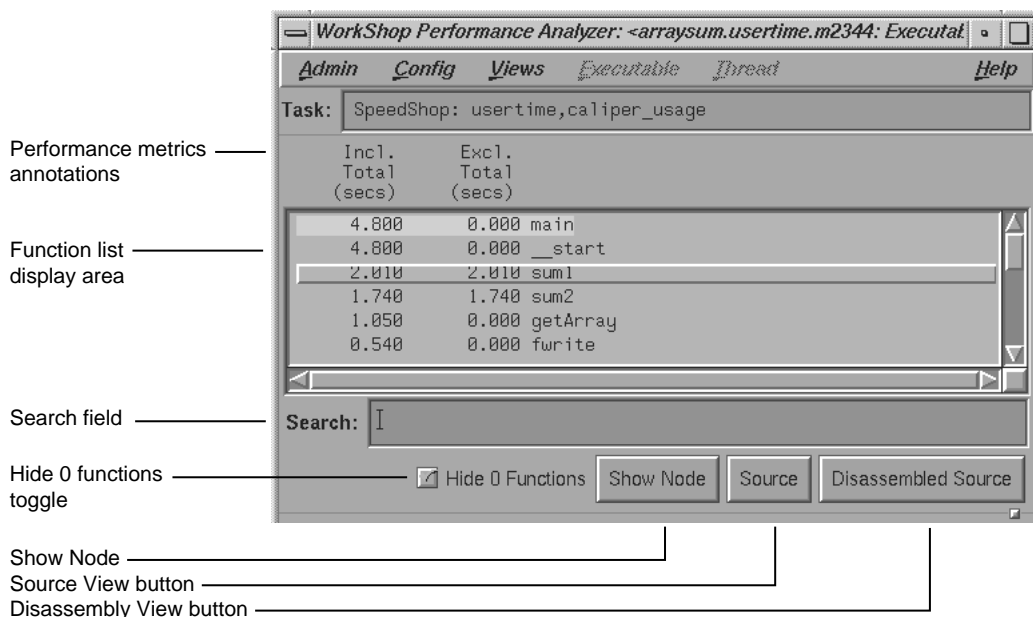 WorkShop Performance Analyzer: <arraysum.usertime.m2344: Executabl
Admin Config Views Executable Thread Help
Task: SpeedShop: usertime,caliper_usage
Performance metrics
annotations
Incl. Excl.
Total Total
(secs) (secs)
4.800 0.000 main
Function list
display area
4.800 0.000 __start
2.010 2.010 sum1
1.740 1.740 sum2
1.050 0.000 getArray
0.540 0.000 fwrite
Search field
Search:
Hide 0 functions
toggle
Hide 0 Functions Show Node Source Disassembled Source
Show Node
Source View button
Disassembly View button